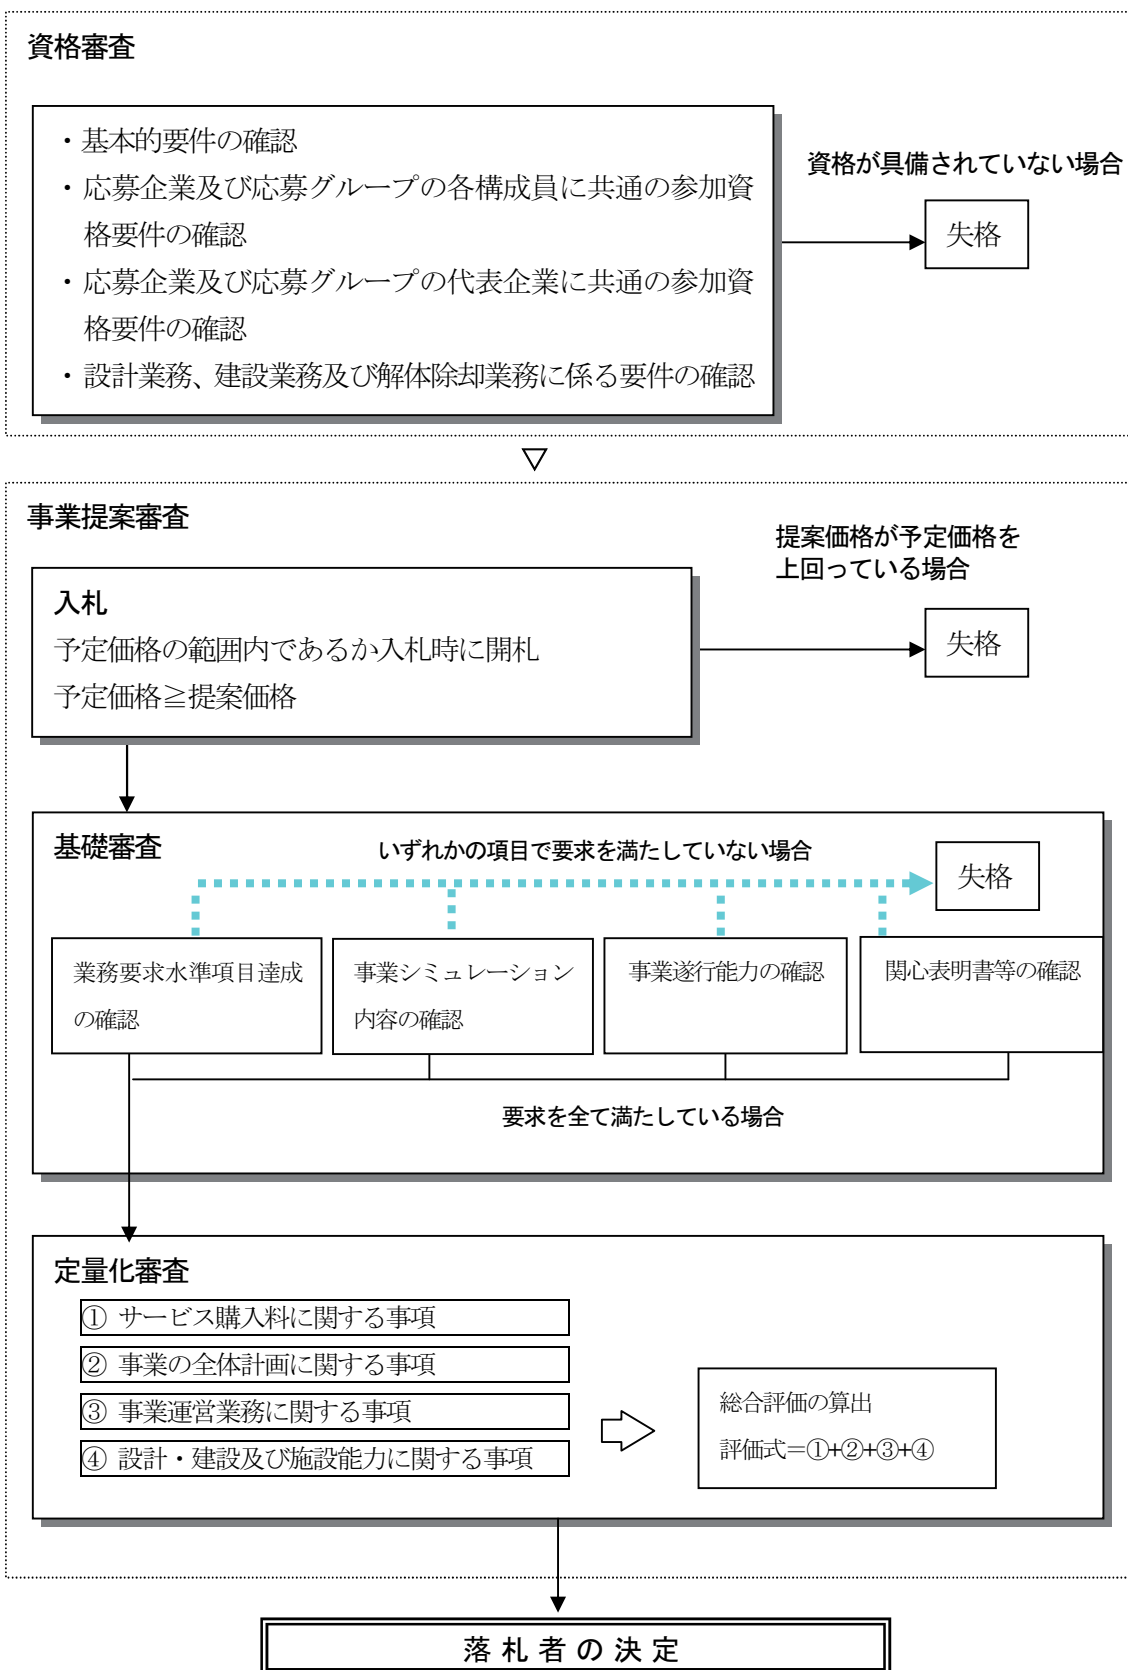 資格審査
・基本的要件の確認
・応募企業及び応募グループの各構成員に共通の参加資
格要件の確認
・応募企業及び応募グループの代表企業に共通の参加資
格要件の確認
・設計業務、建設業務及び解体除却業務に係る要件の確認
資格が具備されていない場合
失格
事業提案審査
提案価格が予定価格を
上回っている場合
入札
予定価格の範囲内であるか入札時に開札
予定価格≧提案価格
失格
基礎審査
いずれかの項目で要求を満たしていない場合
失格
業務要求水準項目達成
の確認
事業シミュレーション
内容の確認
事業遂行能力の確認
関心表明書等の確認
要求を全て満たしている場合
定量化審査
① サービス購入料に関する事項
② 事業の全体計画に関する事項
③ 事業運営業務に関する事項
④ 設計・建設及び施設能力に関する事項
総合評価の算出
評価式＝①+②+③+④
落札者の決定